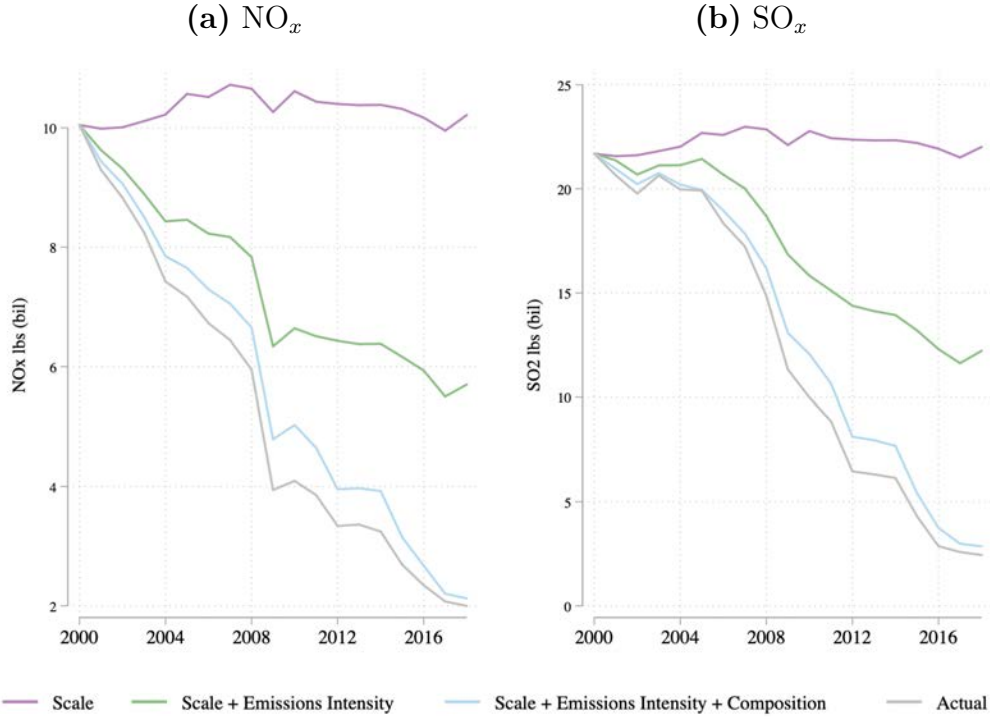 (a) NOₓ
(b) SOₓ
NOx lbs (bil)
10
8
6
4
2
2000 2004 2008 2012 2016
SO2 lbs (bil)
25
20
15
10
5
0
2000 2004 2008 2012 2016
Scale
Scale + Emissions Intensity
Scale + Emissions Intensity + Composition
Actual